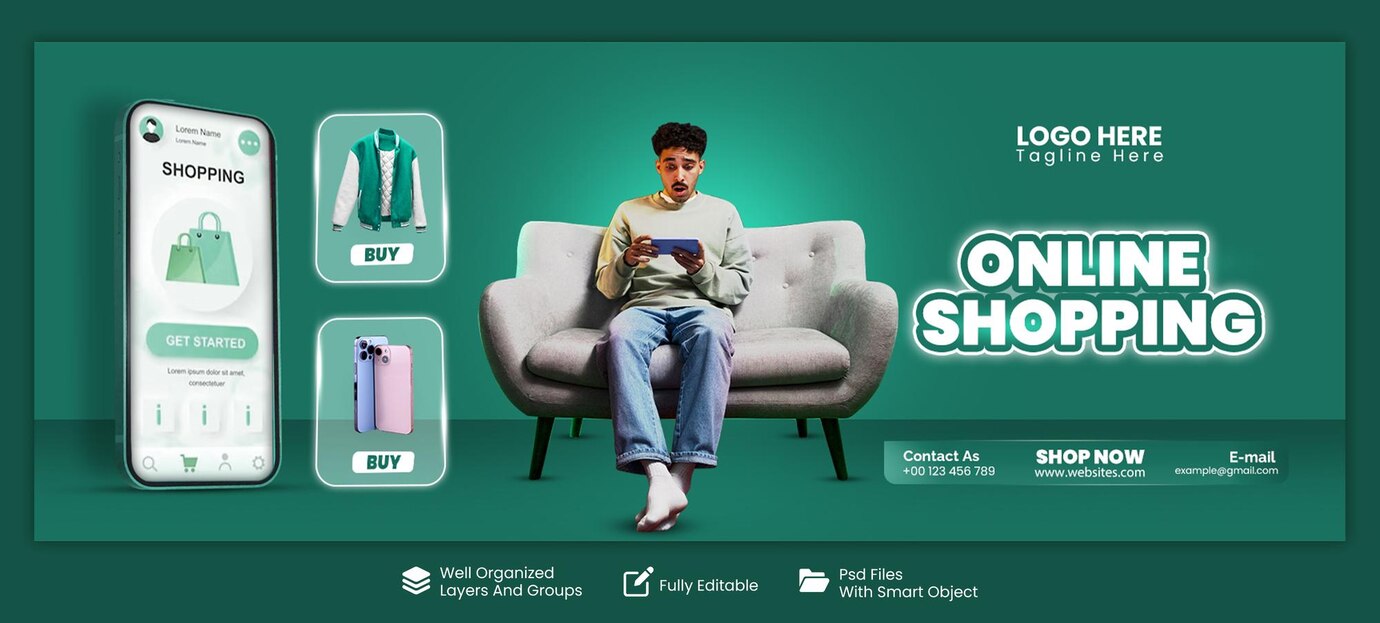 Lorem Name
Lorem Name
SHOPPING
GET STARTED
Lorem ipsum dolor sit amet,
consectetuer
i i i
BUY
BUY
LOGO HERE
Tagline Here
ONLINE
SHOPPING
Contact As
+00 123 456 789
SHOP NOW
www.websites.com
E-mail
example@gmail.com
Well Organized
Layers And Groups
Fully Editable
Psd Files
With Smart Object